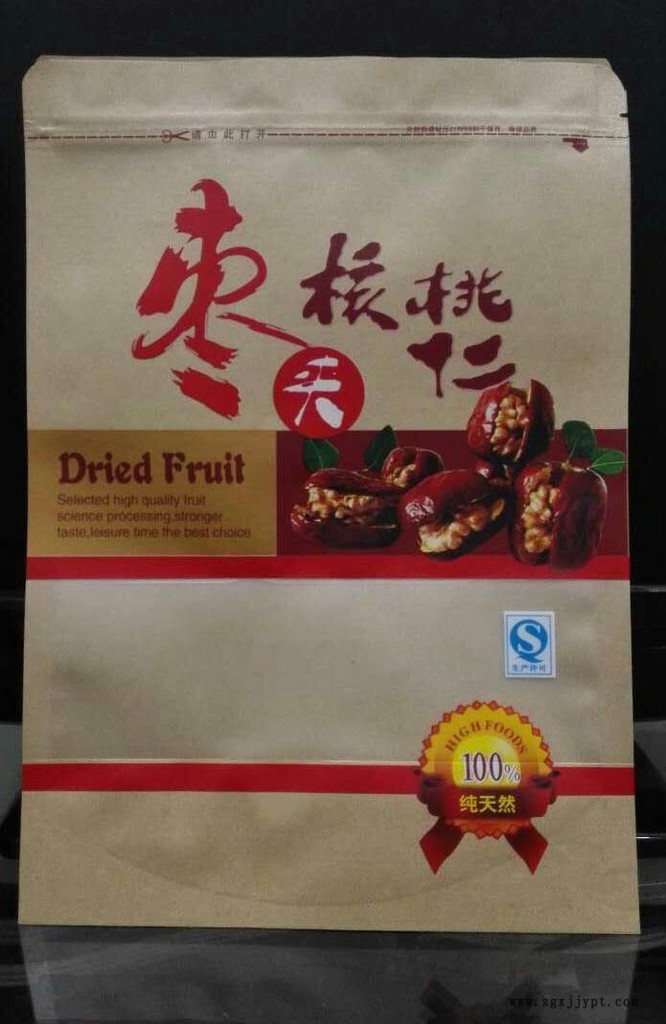 请由此打开
枣
夹
核桃
仁
Dried Fruit
Selected high quality fruit
science processing,stronger
taste,leisure time the best choice
S
生产许可
HIGH FOODS
100%
纯天然
www.zgxjjypt.com